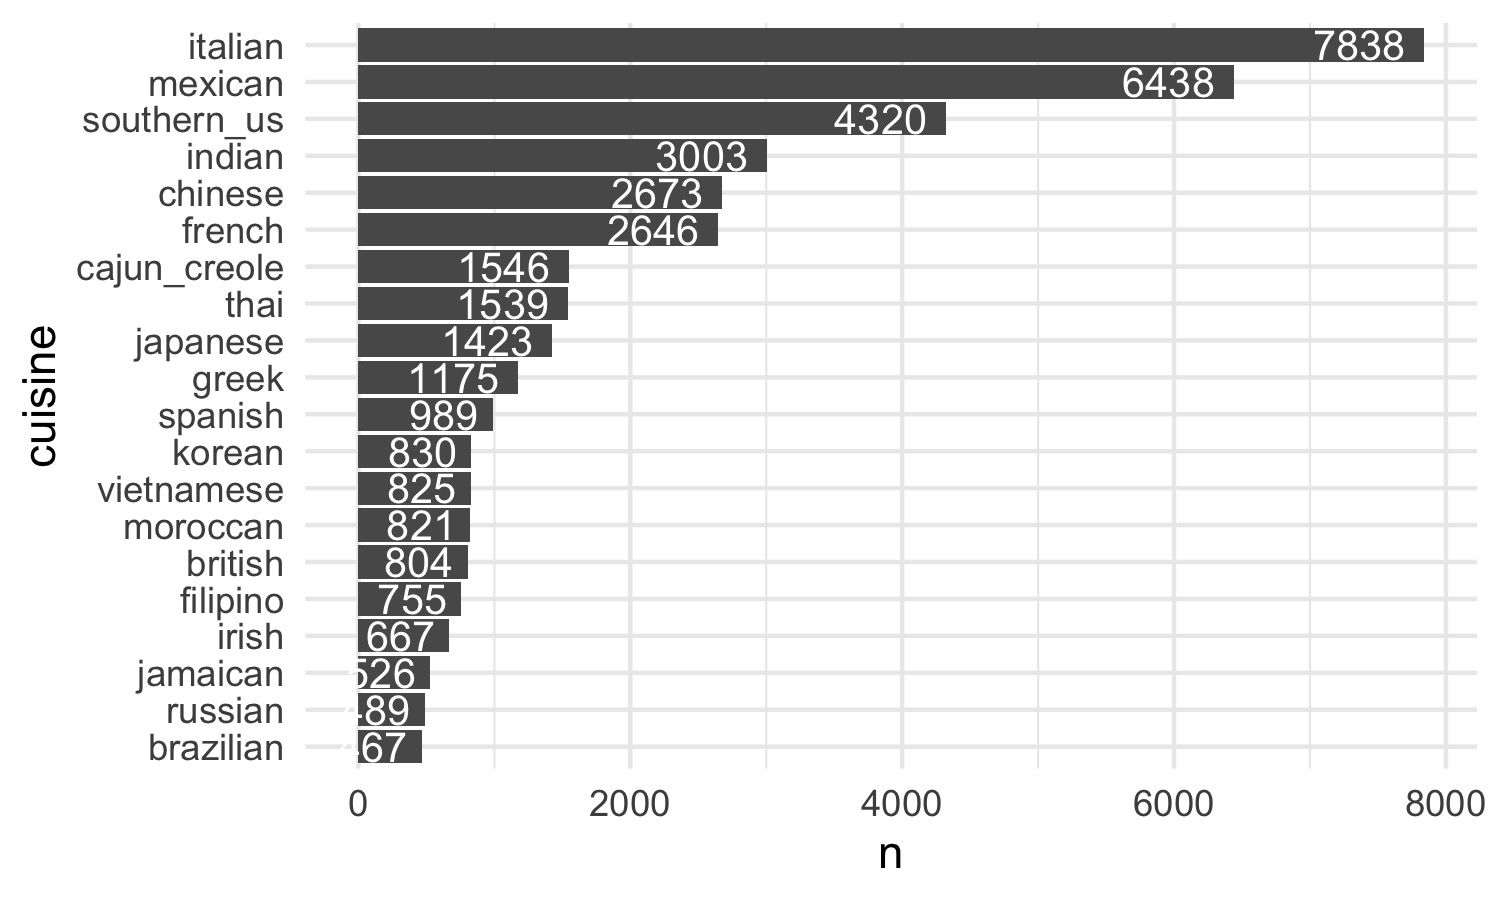 italian 7838
mexican 6438
southern_us 4320
indian 3003
chinese 2673
french 2646
cajun_creole 1546
thai 1539
japanese 1423
greek 1175
spanish 989
korean 830
vietnamese 825
moroccan 821
british 804
filipino 755
irish 667
jamaican 526
russian 489
brazilian 467
cuisine
0 2000 4000 6000 8000
n